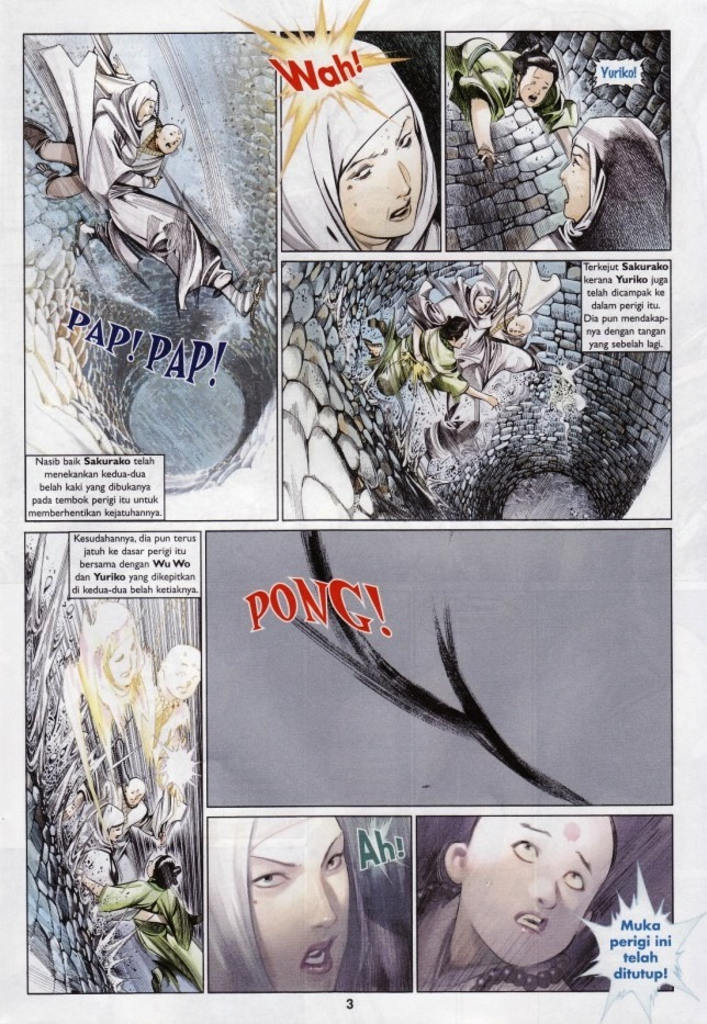 PAP! PAP!
Nasib baik Sakurako telah
menekankan kedua-dua
belah kaki yang dibukanya
pada tembok perigi itu untuk
memberhentikan kejatuhannya.
Wah!
Yuriko!
Terkejut Sakurako
kerana Yuriko juga
telah dicampak ke
dalam perigi itu.
Dia pun mendakap-
nya dengan tangan
yang sebelah lagi.
Kesudahannya, dia pun terus
jatuh ke dasar perigi itu
bersama dengan Wu Wo
dan Yuriko yang dikepitkan
di kedua-dua belah ketiaknya.
PONG!
Ah!
Muka
perigi ini
telah
ditutup!
3